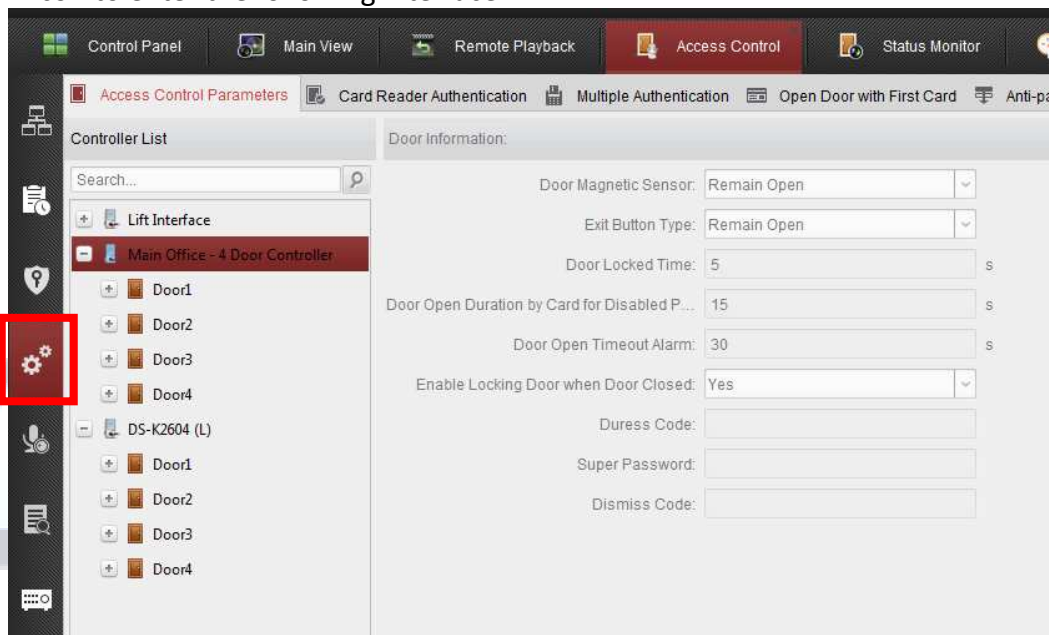 Control Panel Main View Remote Playback Access Control Status Monitor
Access Control Parameters Card Reader Authentication Multiple Authentication Open Door with First Card Anti-pa
Controller List Door Information:
Search...
Door Magnetic Sensor: Remain Open
Lift Interface
Exit Button Type: Remain Open
Main Office - 4 Door Controller
Door Locked Time: 5 s
Door1
Door Open Duration by Card for Disabled P... 15 s
Door2
Door Open Timeout Alarm: 30 s
Door3
Enable Locking Door when Door Closed: Yes
Door4
Duress Code:
DS-K2604 (L)
Super Password:
Door1
Door2
Dismiss Code:
Door3
Door4